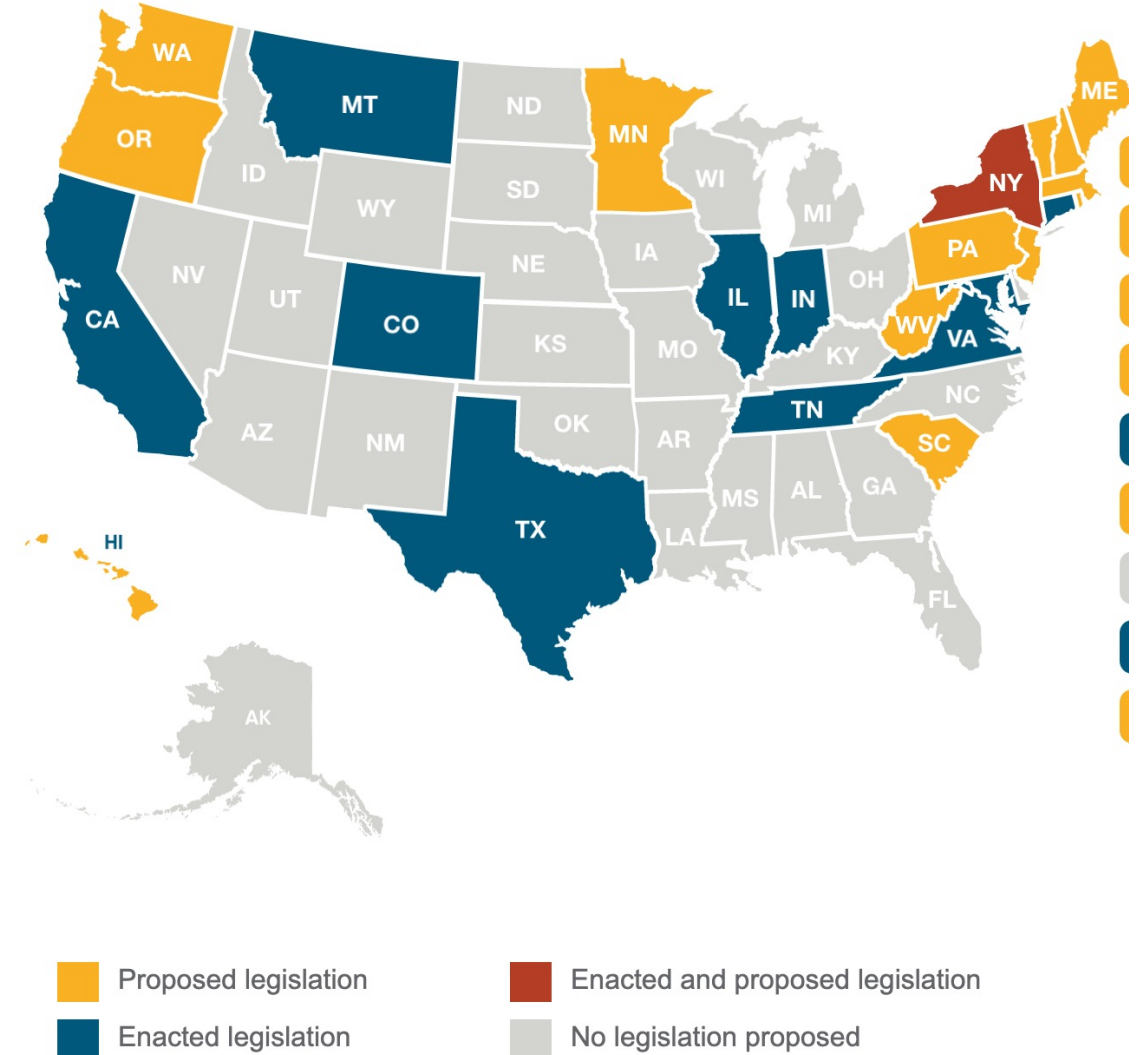 WA
MT
ND
ME
OR
MN
ID
SD
WI
NY
WY
MI
PA
NE
IA
NV
OH
UT
IL
IN
CA
CO
WV
VA
KS
MO
KY
NC
TN
AZ
OK
NM
AR
SC
MS
AL
GA
TX
LA
HI
FL
AK
Proposed legislation
Enacted and proposed legislation
Enacted legislation
No legislation proposed